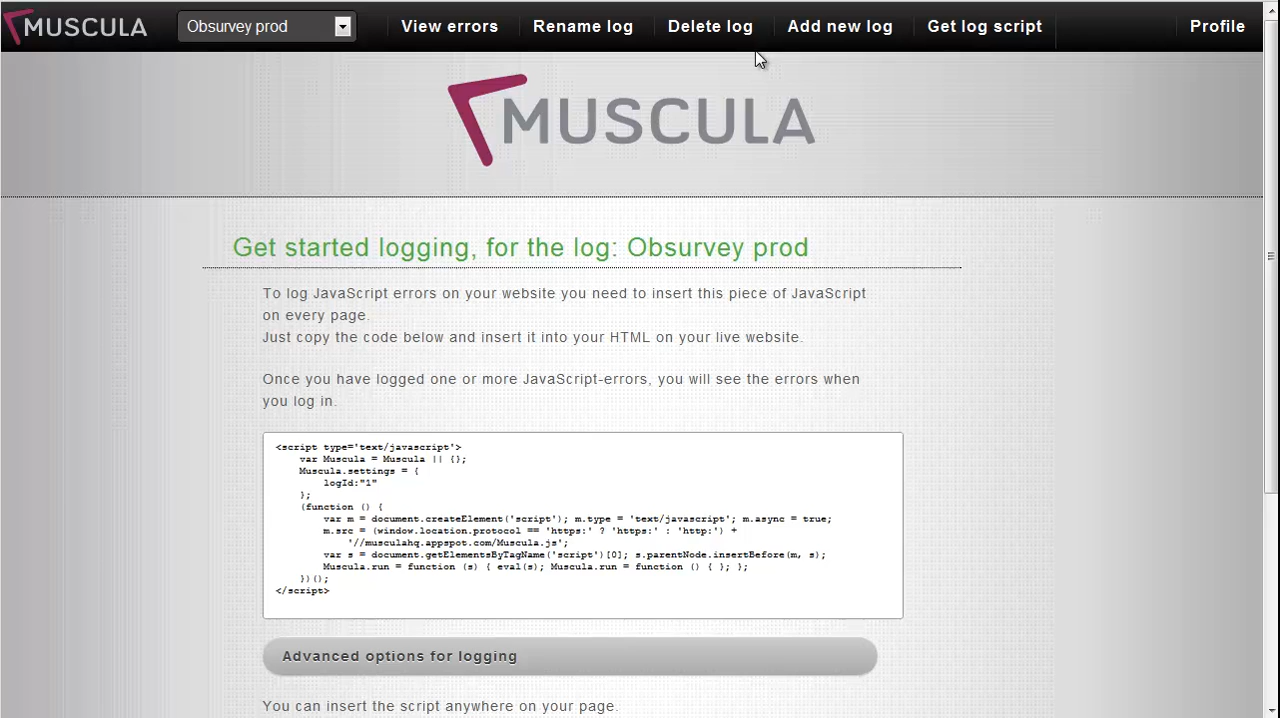 MUSCULA Obsurvey prod View errors Rename log Delete log Add new log Get log script Profile
MUSCULA
Get started logging, for the log: Obsurvey prod
To log JavaScript errors on your website you need to insert this piece of JavaScript
on every page.
Just copy the code below and insert it into your HTML on your live website.
Once you have logged one or more JavaScript-errors, you will see the errors when
you log in.
<script type='text/javascript'>
var Muscula = Muscula || {};
Muscula.settings = {
logId:"1"
};
(function () {
var m = document.createElement('script'); m.type = 'text/javascript'; m.async = true;
m.src = (window.location.protocol == 'https:' ? 'https:' : 'http:') +
'//musculahq.appspot.com/Muscula.js';
var s = document.getElementsByTagName('script')[0]; s.parentNode.insertBefore(m, s);
Muscula.run = function (s) { eval(s); Muscula.run = function () { }; };
})();
</script>
Advanced options for logging
You can insert the script anywhere on your page.